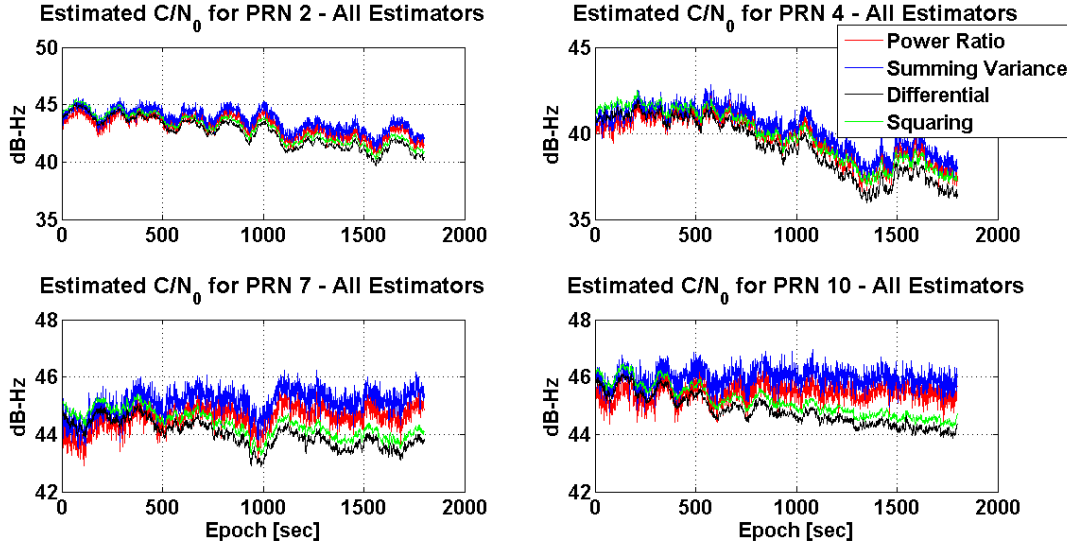 Estimated C/N0 for PRN 2 - All Estimators
50
45
40
35
dB-Hz
0 500 1000 1500 2000
Estimated C/N0 for PRN 4 - All Estimators
45
40
35
dB-Hz
0 500 1000 1500 2000
Power Ratio
Summing Variance
Differential
Squaring
Estimated C/N0 for PRN 7 - All Estimators
48
46
44
42
dB-Hz
0 500 1000 1500 2000
Epoch [sec]
Estimated C/N0 for PRN 10 - All Estimators
48
46
44
42
dB-Hz
0 500 1000 1500 2000
Epoch [sec]